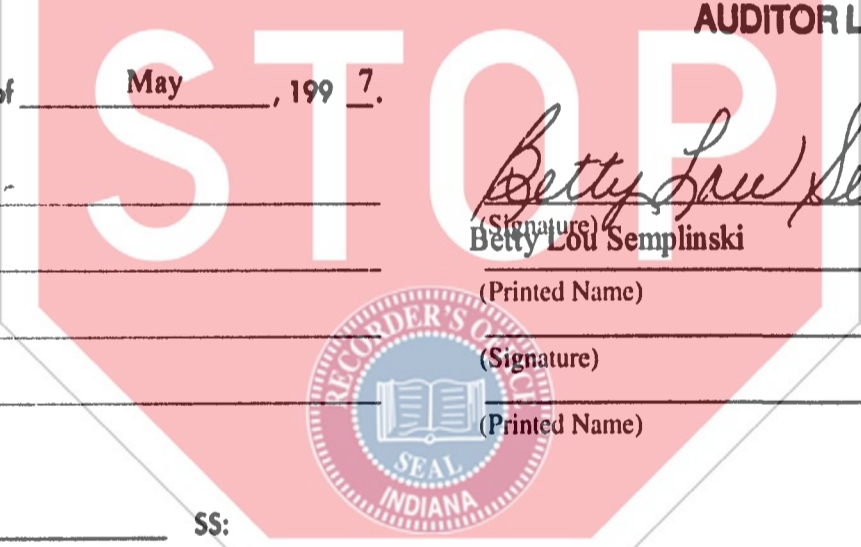 AUDITOR L
of May, 199 7.
STOP
Betty Lou Se
(Signature)
Betty Lou Semplinski
(Printed Name)
(Signature)
(Printed Name)
RECORDER'S OFFICE
SEAL
INDIANA
SS: